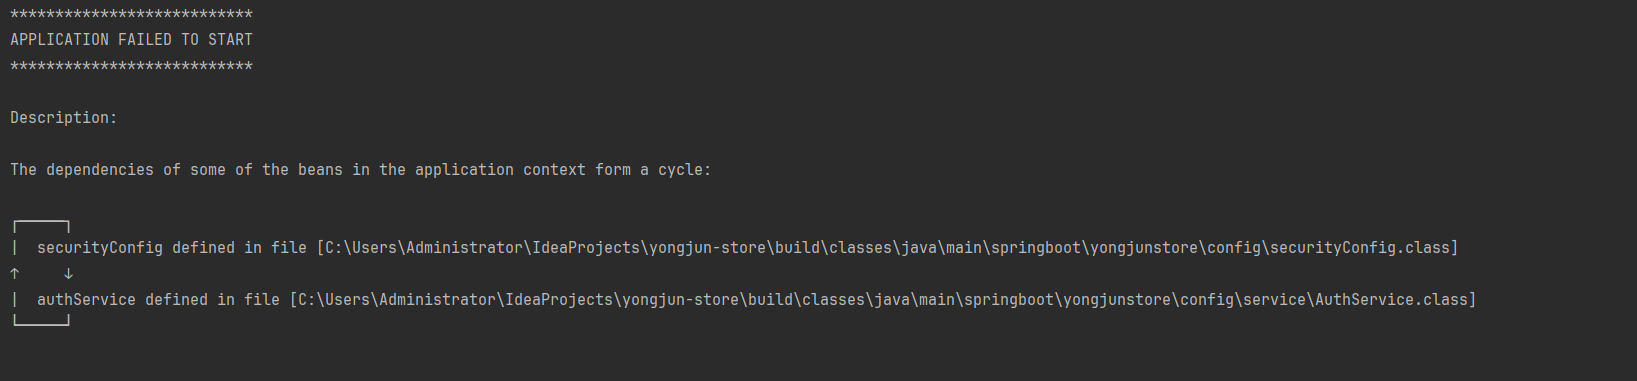 ***************************
APPLICATION FAILED TO START
***************************
Description:
The dependencies of some of the beans in the application context form a cycle:
┌─────┐
|  securityConfig defined in file [C:\Users\Administrator\IdeaProjects\yongjun-store\build\classes\java\main\springboot\yongjunstore\config\securityConfig.class]
↑     ↓
|  authService defined in file [C:\Users\Administrator\IdeaProjects\yongjun-store\build\classes\java\main\springboot\yongjunstore\config\service\AuthService.class]
└─────┘